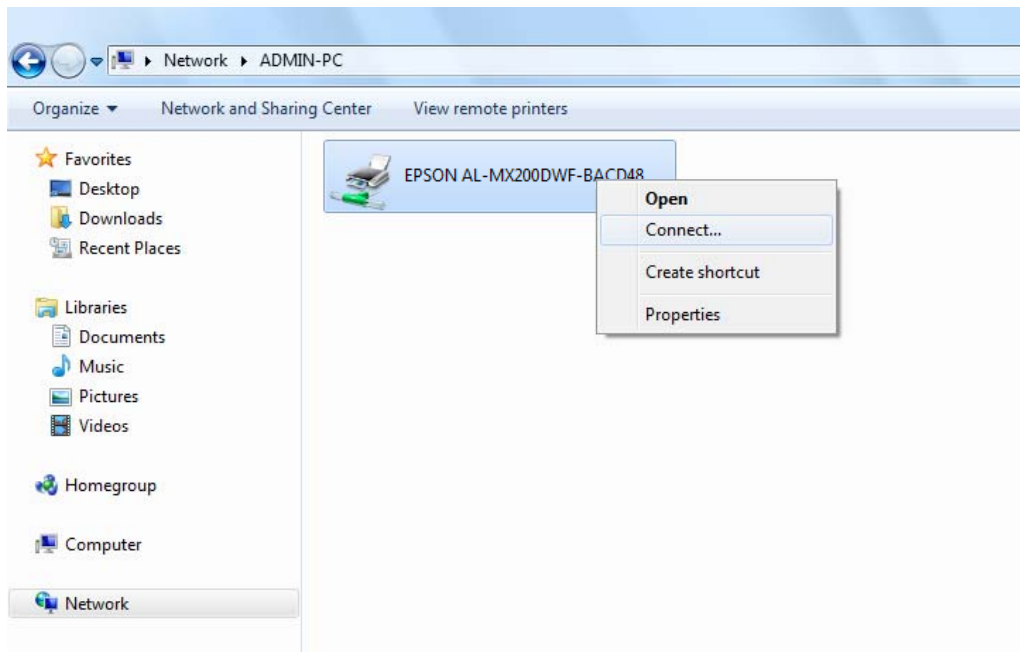 Network ADMIN-PC
Organize Network and Sharing Center View remote printers
Favorites
Desktop
Downloads
Recent Places
Libraries
Documents
Music
Pictures
Videos
Homegroup
Computer
Network
EPSON AL-MX200DWF-BACD48
Open
Connect...
Create shortcut
Properties